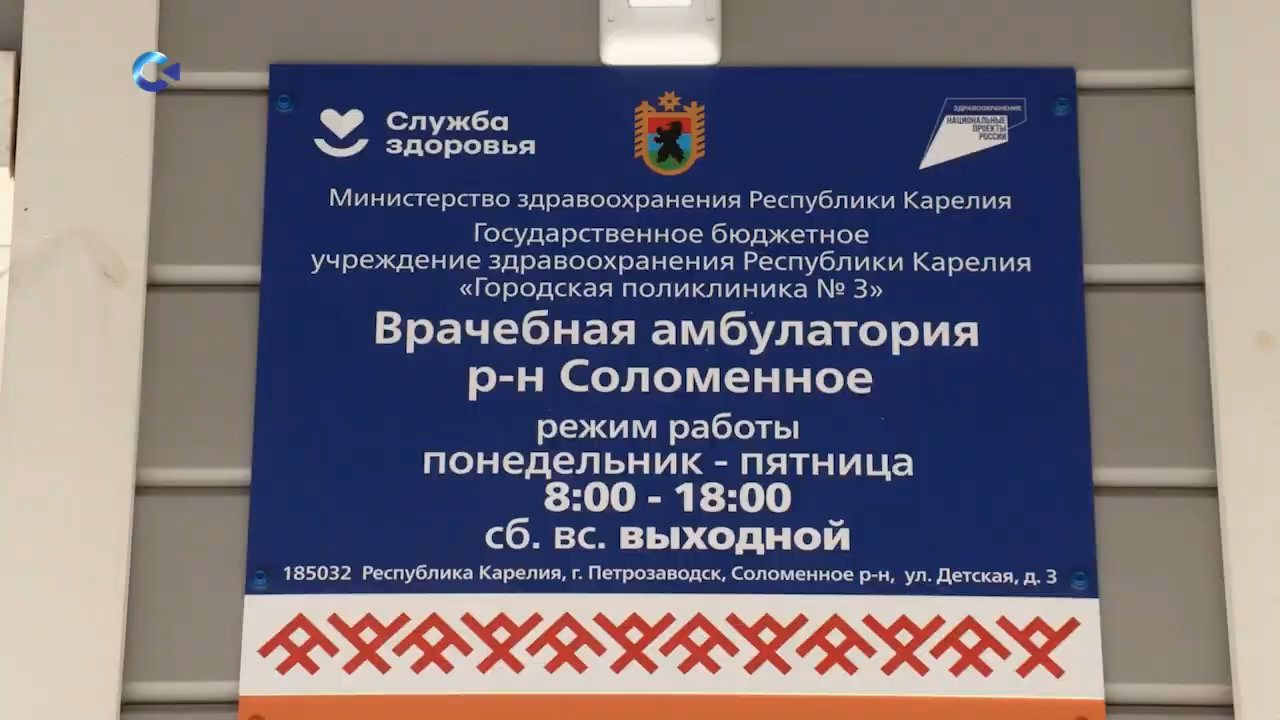 Служба
здоровья
ЗДРАВООХРАНЕНИЕ
НАЦИОНАЛЬНЫЕ
ПРОЕКТЫ
РОССИИ
Министерство здравоохранения Республики Карелия
Государственное бюджетное
учреждение здравоохранения Республики Карелия
«Городская поликлиника № 3»
Врачебная амбулатория
р-н Соломенное
режим работы
понедельник - пятница
8:00 - 18:00
сб. вс. выходной
185032 Республика Карелия, г. Петрозаводск, Соломенное р-н, ул. Детская, д. 3